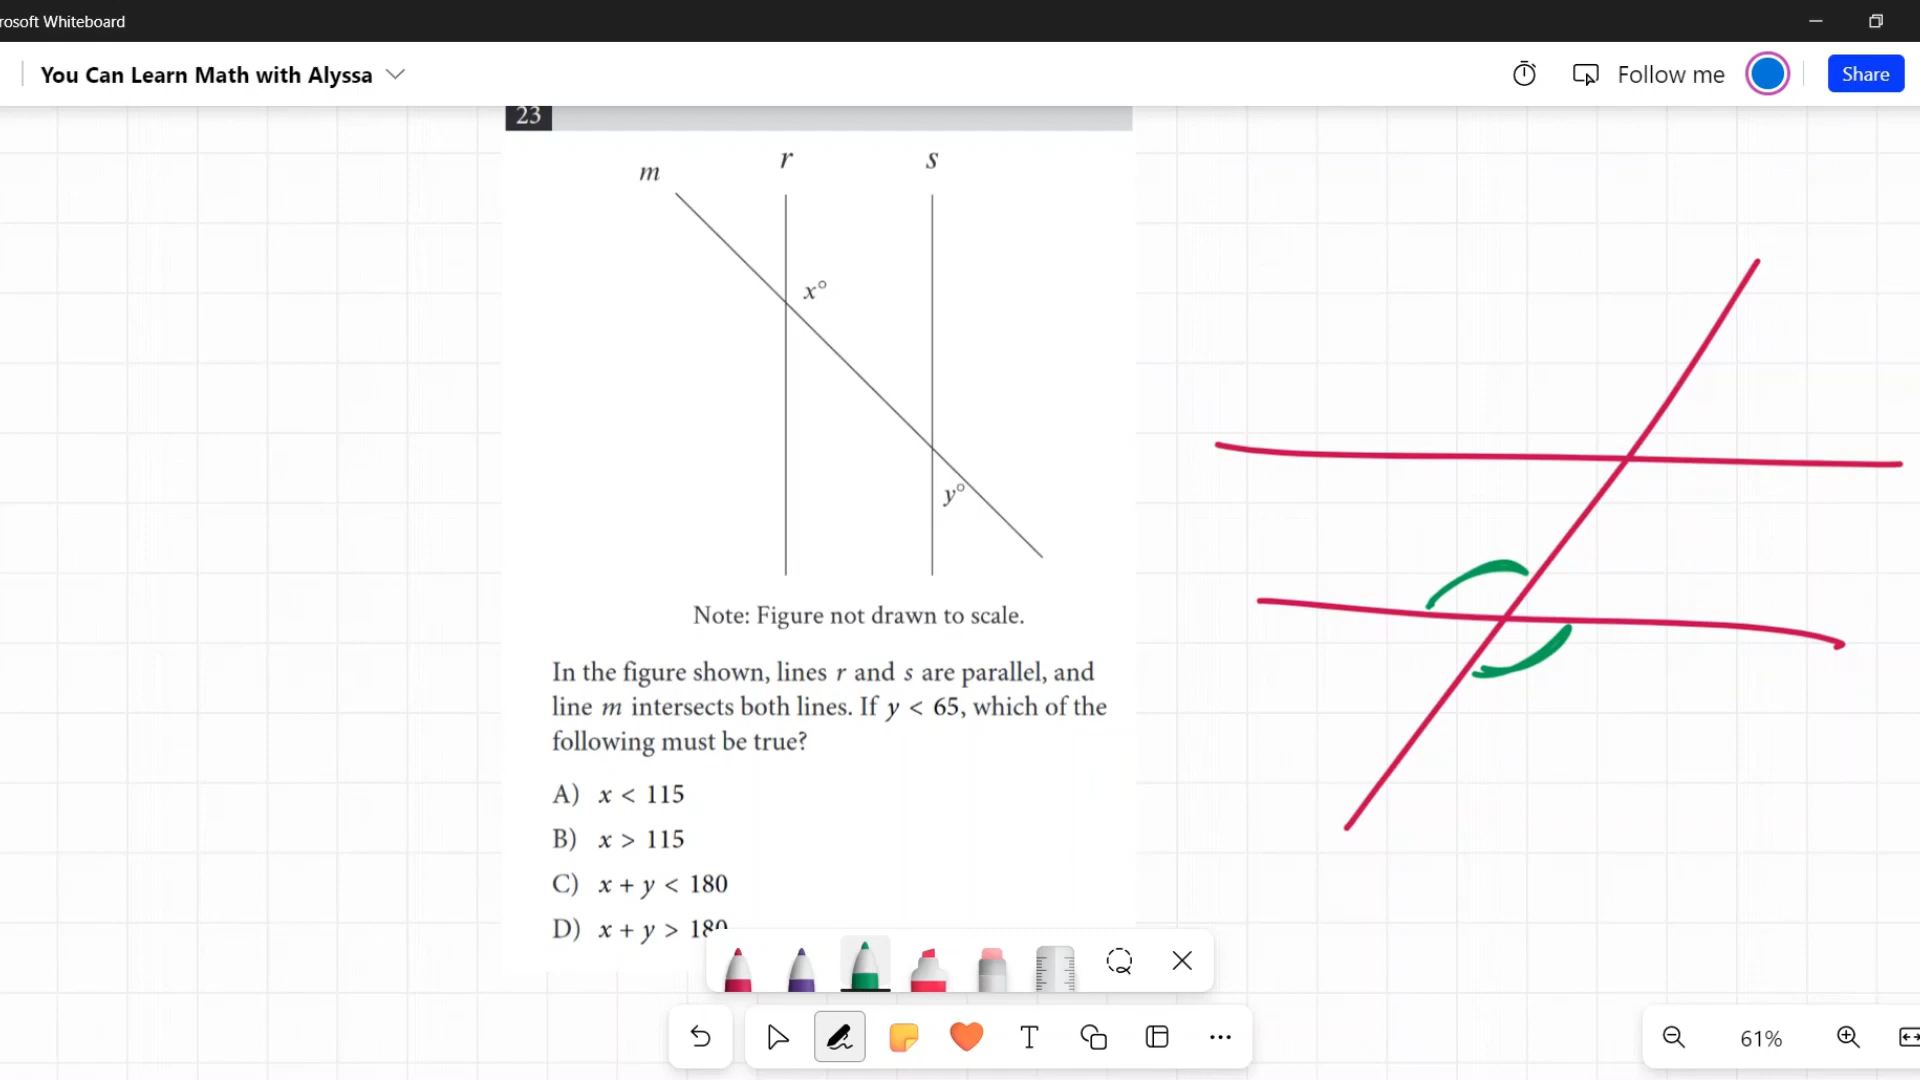 rosoft Whiteboard
You Can Learn Math with Alyssa
Follow me
Share
23
m
r
s
x°
y°
Note: Figure not drawn to scale.
In the figure shown, lines r and s are parallel, and
line m intersects both lines. If y < 65, which of the
following must be true?
A) x < 115
B) x > 115
C) x + y < 180
D) x + y > 180
T
61%